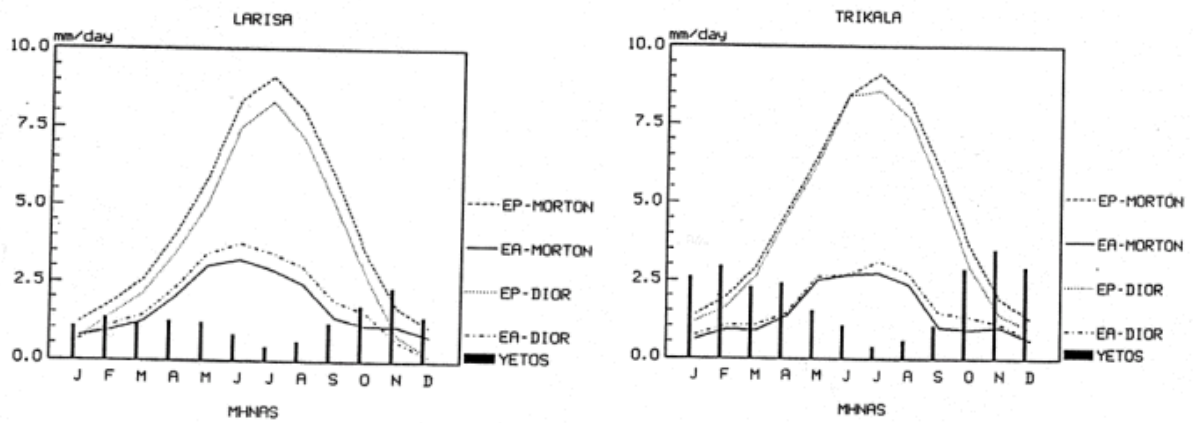 LARISA
mm/day
10.0
7.5
5.0
2.5
0.0
J F M A M J J A S O N D
MHNAS
EP-MORTON
EA-MORTON
EP-DIOR
EA-DIOR
YETOS
TRIKALA
mm/day
10.0
7.5
5.0
2.5
0.0
J F M A M J J A S O N D
MHNAS
EP-MORTON
EA-MORTON
EP-DIOR
EA-DIOR
YETOS